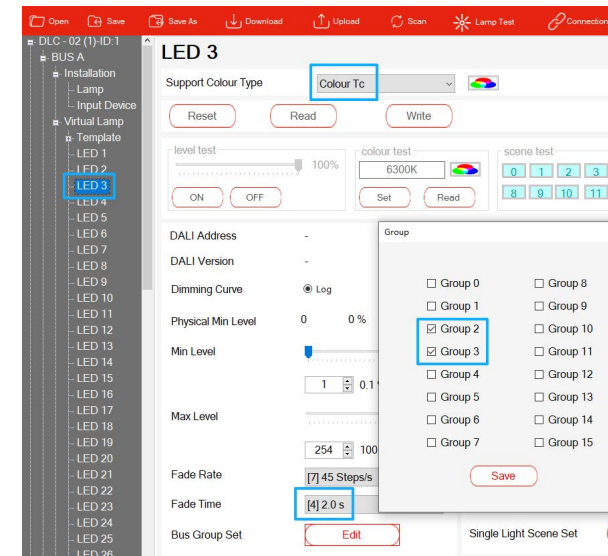 Open Save Save As Download Upload Scan Lamp Test Connection
DLC - 02 (1)-ID:1
BUS A
Installation
Lamp
Input Device
Virtual Lamp
Template
LED 1
LED 2
LED 3
LED 4
LED 5
LED 6
LED 7
LED 8
LED 9
LED 10
LED 11
LED 12
LED 13
LED 14
LED 15
LED 16
LED 17
LED 18
LED 19
LED 20
LED 21
LED 22
LED 23
LED 24
LED 25
LED 26
LED 3
Support Colour Type Colour Tc
Reset Read Write
level test colour test scene test
100% 6300K 0 1 2 3
ON OFF Set Read 8 9 10 11
DALI Address -
DALI Version -
Dimming Curve Log
Physical Min Level 0 0 %
Min Level
1 0.1
Max Level
254 100
Fade Rate [7] 45 Steps/s
Fade Time [4] 2.0 s
Bus Group Set Edit Single Light Scene Set
Group
Group 0 Group 8
Group 1 Group 9
Group 2 Group 10
Group 3 Group 11
Group 4 Group 12
Group 5 Group 13
Group 6 Group 14
Group 7 Group 15
Save